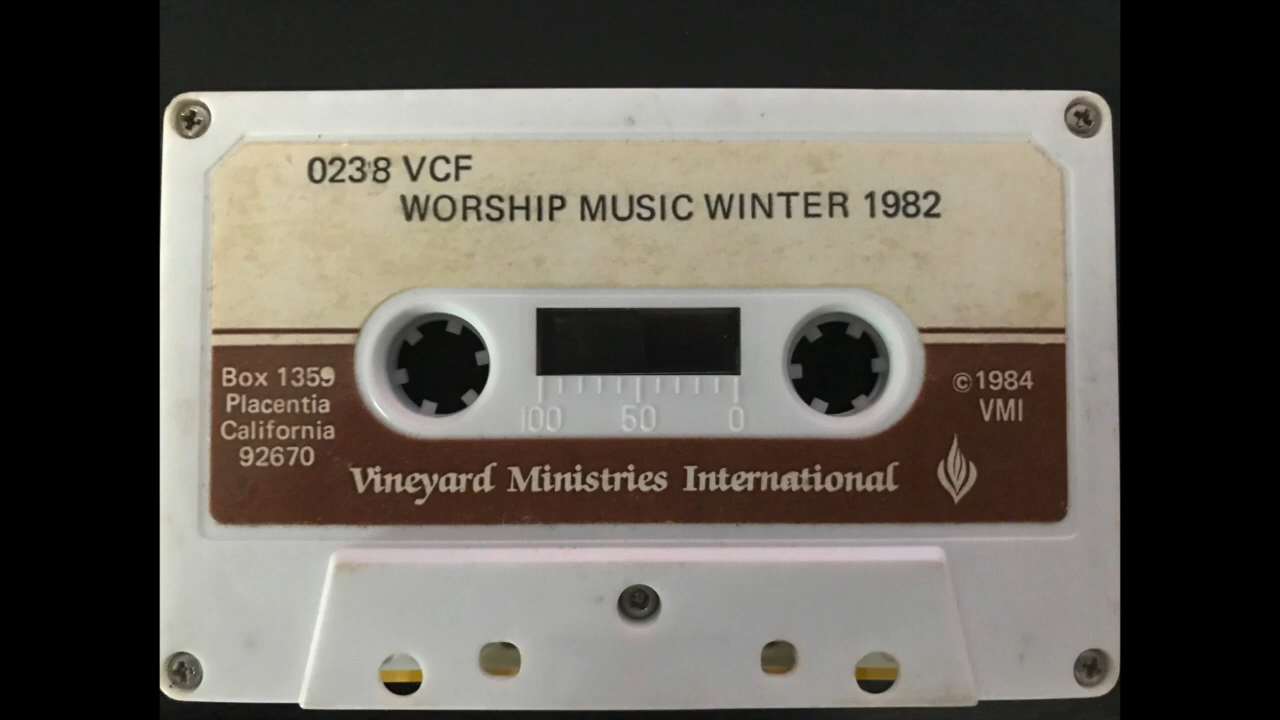 0238 VCF
WORSHIP MUSIC WINTER 1982
Box 1359
Placentia
California
92670
100 50 0
©1984
VMI
Vineyard Ministries International